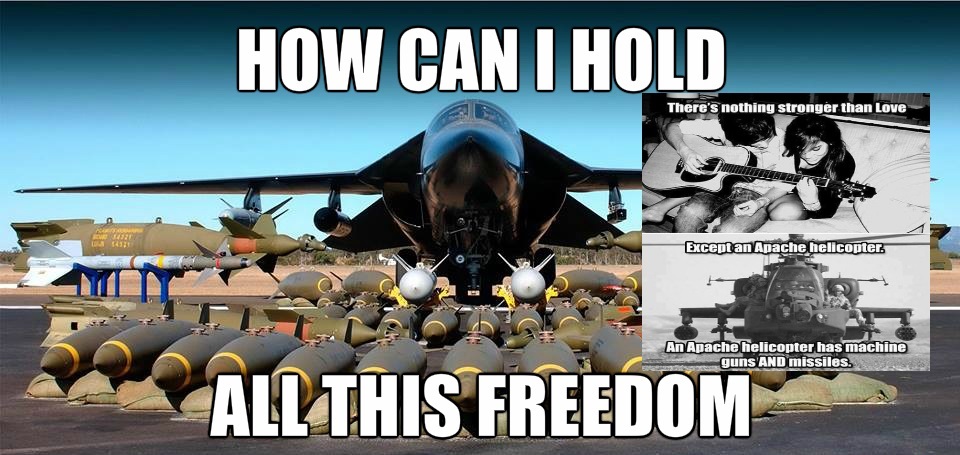 HOW CAN I HOLD
There's nothing stronger than Love
Except an Apache helicopter.
An Apache helicopter has machine
guns AND missiles.
ALL THIS FREEDOM